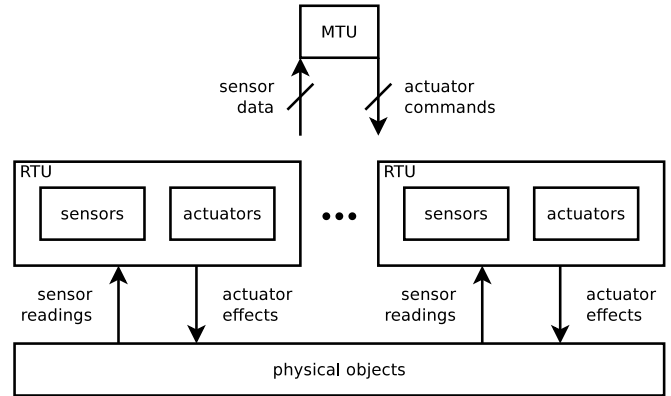 MTU
sensor
data
actuator
commands
RTU
sensors
actuators
•••
RTU
sensors
actuators
sensor
readings
actuator
effects
sensor
readings
actuator
effects
physical objects